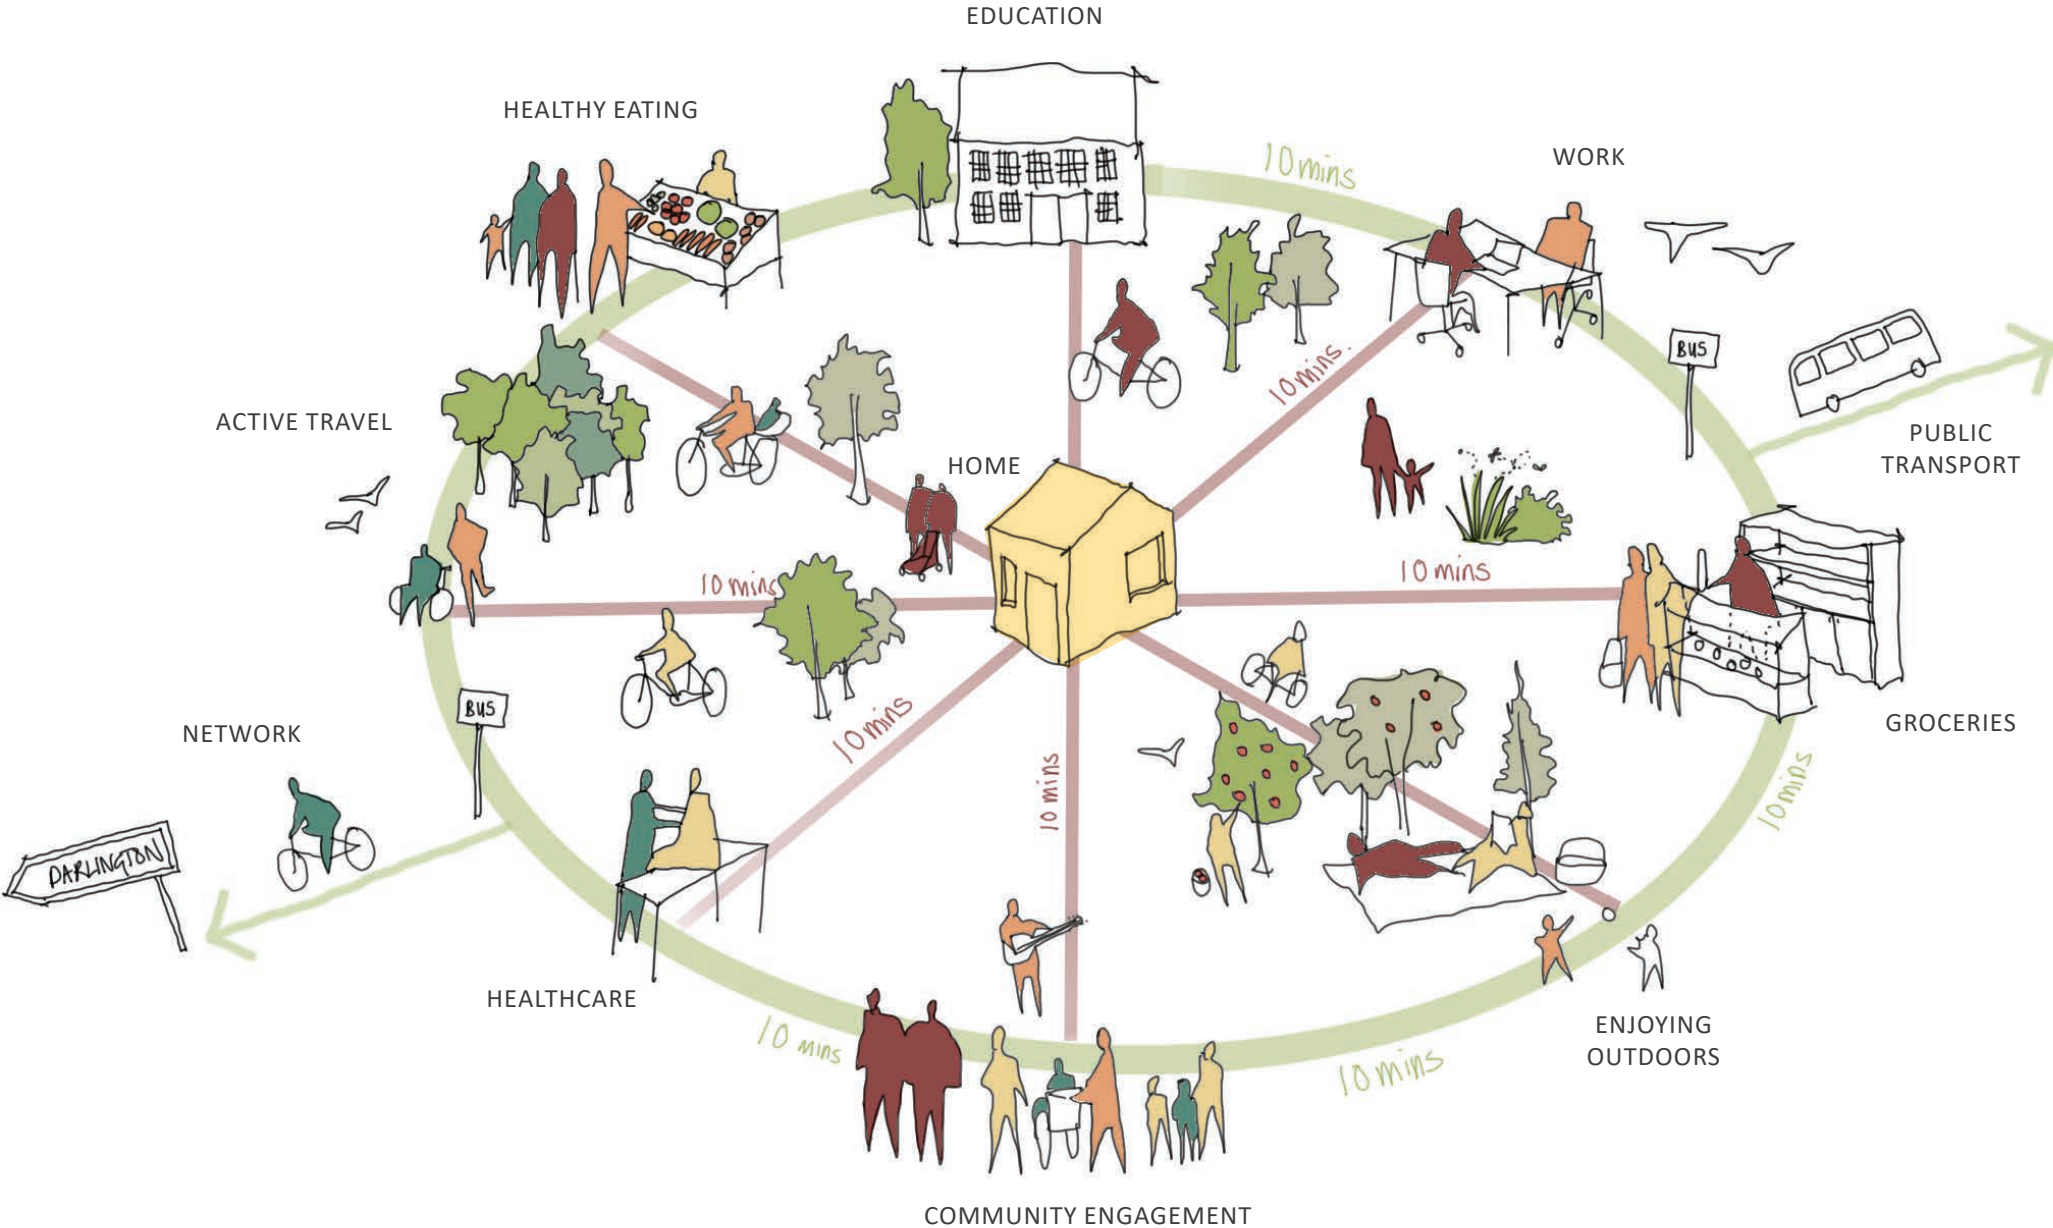 EDUCATION
HEALTHY EATING
10 mins
WORK
BUS
10 mins.
ACTIVE TRAVEL
PUBLIC
TRANSPORT
HOME
10 mins
10 mins
BUS
NETWORK
GROCERIES
10 mins
10 mins
10 mins
DARLINGTON
HEALTHCARE
10 mins
10 mins
ENJOYING
OUTDOORS
COMMUNITY ENGAGEMENT